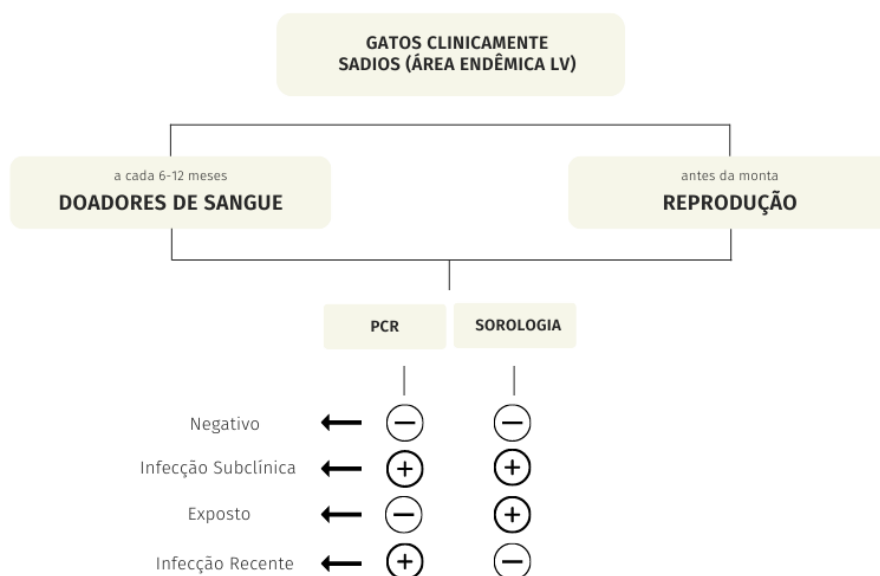 GATOS CLINICAMENTE
SADIOS (ÁREA ENDÊMICA LV)
a cada 6-12 meses
DOADORES DE SANGUE
antes da monta
REPRODUÇÃO
PCR
SOROLOGIA
Negativo
Infecção Subclínica
Exposto
Infecção Recente